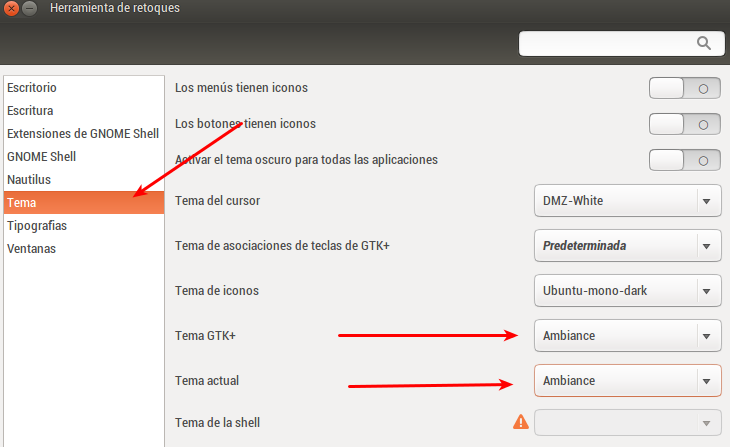 Herramienta de retoques
Escritorio
Escritura
Extensiones de GNOME Shell
GNOME Shell
Nautilus
Tema
Tipografias
Ventanas
Los menús tienen iconos
Los botones tienen iconos
Activar el tema oscuro para todas las aplicaciones
Tema del cursor DMZ-White
Tema de asociaciones de teclas de GTK+ Predeterminada
Tema de iconos Ubuntu-mono-dark
Tema GTK+ Ambiance
Tema actual Ambiance
Tema de la shell